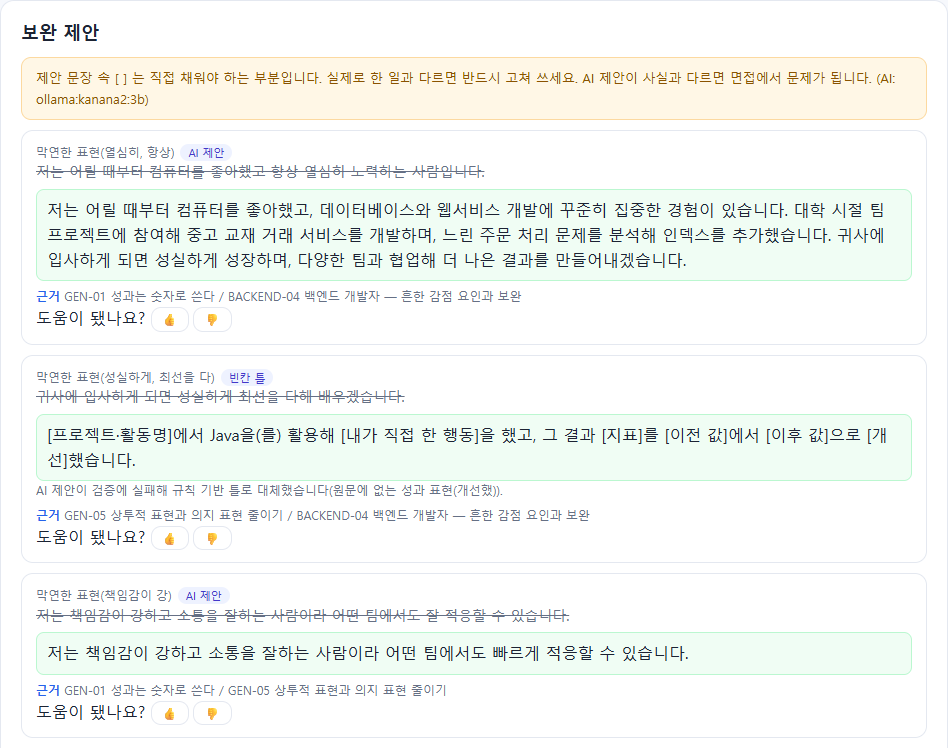 보완 제안
제안 문장 속 [ ] 는 직접 채워야 하는 부분입니다. 실제로 한 일과 다르면 반드시 고쳐 쓰세요. AI 제안이 사실과 다르면 면접에서 문제가 됩니다. (AI:
ollama:kanana2:3b)
막연한 표현(열심히, 항상) AI 제안
저는 어릴 때부터 컴퓨터를 좋아했고 항상 열심히 노력하는 사람입니다.
저는 어릴 때부터 컴퓨터를 좋아했고, 데이터베이스와 웹서비스 개발에 꾸준히 집중한 경험이 있습니다. 대학 시절 팀
프로젝트에 참여해 중고 교재 거래 서비스를 개발하며, 느린 주문 처리 문제를 분석해 인덱스를 추가했습니다. 귀사에
입사하게 되면 성실하게 성장하며, 다양한 팀과 협업해 더 나은 결과를 만들어내겠습니다.
근거 GEN-01 성과는 숫자로 쓴다 / BACKEND-04 백엔드 개발자 — 흔한 감점 요인과 보완
도움이 됐나요? 👍 👎
막연한 표현(성실하게, 최선을 다) 빈칸 틀
귀사에 입사하게 되면 성실하게 최선을 다해 배우겠습니다.
[프로젝트·활동명]에서 Java을(를) 활용해 [내가 직접 한 행동]을 했고, 그 결과 [지표]를 [이전 값]에서 [이후 값]으로 [개
선]했습니다.
AI 제안이 검증에 실패해 규칙 기반 틀로 대체했습니다(원문에 없는 성과 표현(개선했)).
근거 GEN-05 상투적 표현과 의지 표현 줄이기 / BACKEND-04 백엔드 개발자 — 흔한 감점 요인과 보완
도움이 됐나요? 👍 👎
막연한 표현(책임감이 강) AI 제안
저는 책임감이 강하고 소통을 잘하는 사람이라 어떤 팀에서도 잘 적응할 수 있습니다.
저는 책임감이 강하고 소통을 잘하는 사람이라 어떤 팀에서도 빠르게 적응할 수 있습니다.
근거 GEN-01 성과는 숫자로 쓴다 / GEN-05 상투적 표현과 의지 표현 줄이기
도움이 됐나요? 👍 👎